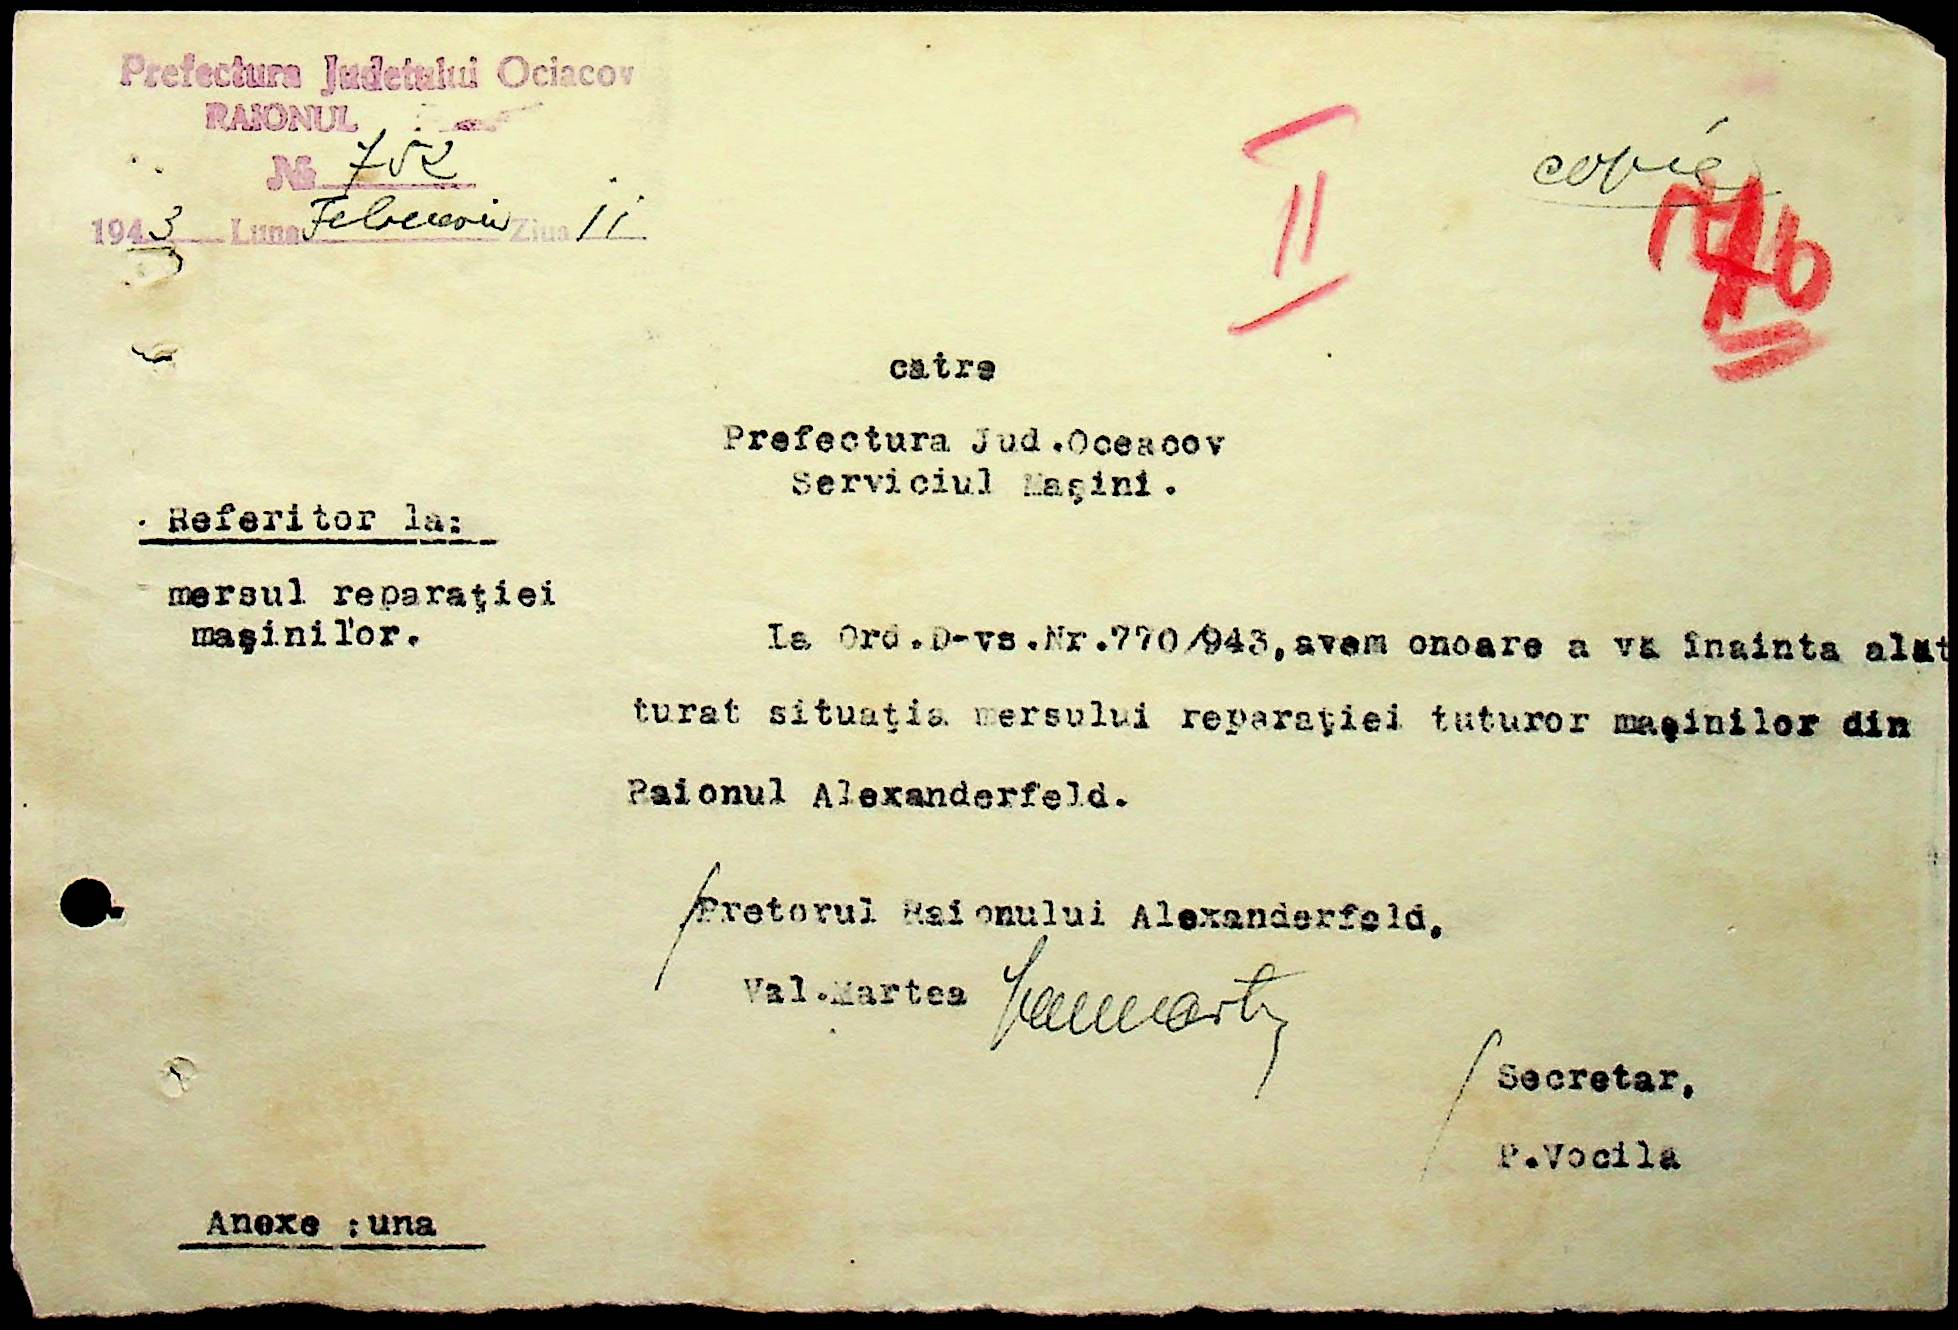 Prefectura Judetului Ociacov
RAIONUL
№ 752
1943 Luna Februarie Ziua 11
copie
II
catre
Prefectura Jud.Oceacov
Serviciul Maşini.
Referitor la:
mersul reparaţiei
maşinilor.
La Ord.D-vs.Nr.770/943,avem onoare a vă înainta alat
turat situaţia mersului reparaţiei tuturor maşinilor din
Raionul Alexanderfeld.
Pretorul Raionului Alexanderfeld,
Val.Martea
Secretar,
P.Vocila
Anexe :una